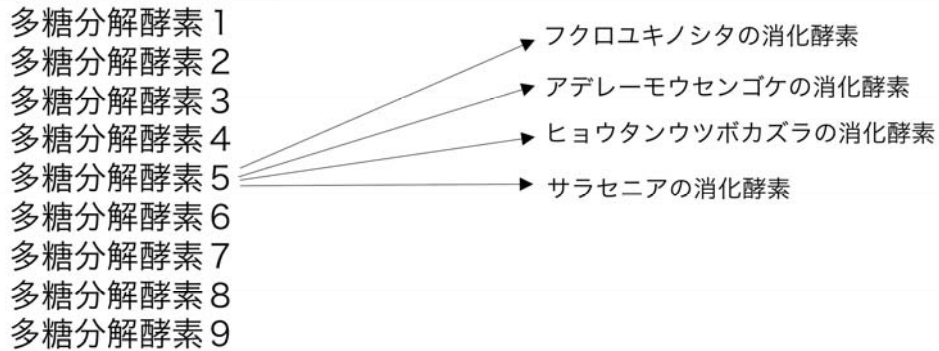 多糖分解酵素1
多糖分解酵素2
多糖分解酵素3
多糖分解酵素4
多糖分解酵素5
多糖分解酵素6
多糖分解酵素7
多糖分解酵素8
多糖分解酵素9
フクロユキノシタの消化酵素
アデレーモウセンゴケの消化酵素
ヒョウタンウツボカズラの消化酵素
サラセニアの消化酵素